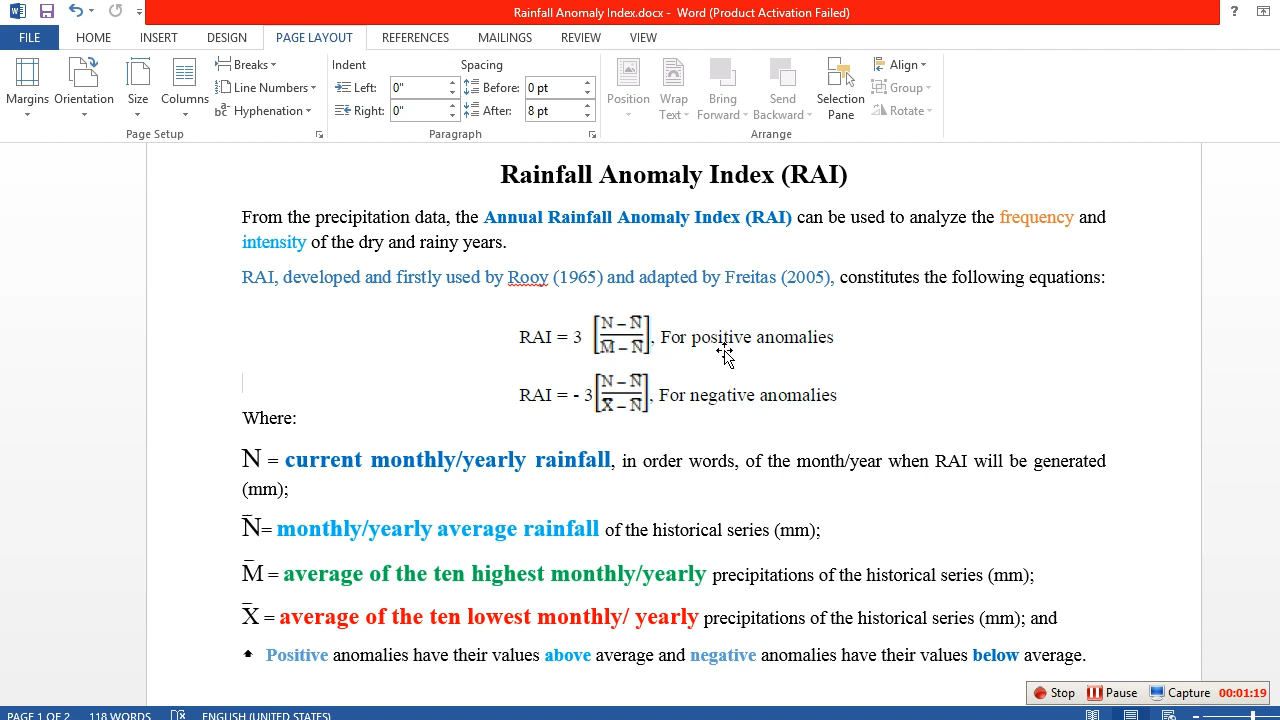 Rainfall Anomaly Index.docx - Word (Product Activation Failed)
FILE HOME INSERT DESIGN PAGE LAYOUT REFERENCES MAILINGS REVIEW VIEW
Margins Orientation Size Columns
Breaks
Line Numbers
Hyphenation
Page Setup
Indent Spacing
Left: 0" Before: 0 pt
Right: 0" After: 8 pt
Paragraph
Position Wrap Text Bring Forward Send Backward Selection Pane
Align
Group
Rotate
Arrange
Rainfall Anomaly Index (RAI)
From the precipitation data, the Annual Rainfall Anomaly Index (RAI) can be used to analyze the frequency and
intensity of the dry and rainy years.
RAI, developed and firstly used by Rooy (1965) and adapted by Freitas (2005), constitutes the following equations:
RAI = 3 [(N – N̅)/(M̅ – N̅)], For positive anomalies
RAI = - 3 [(N – N̅)/(X̅ – N̅)], For negative anomalies
Where:
N = current monthly/yearly rainfall, in order words, of the month/year when RAI will be generated
(mm);
N̅= monthly/yearly average rainfall of the historical series (mm);
M̅ = average of the ten highest monthly/yearly precipitations of the historical series (mm);
X̅ = average of the ten lowest monthly/ yearly precipitations of the historical series (mm); and
Positive anomalies have their values above average and negative anomalies have their values below average.
Stop Pause Capture 00:01:19
PAGE 1 OF 2 118 WORDS ENGLISH (UNITED STATES)